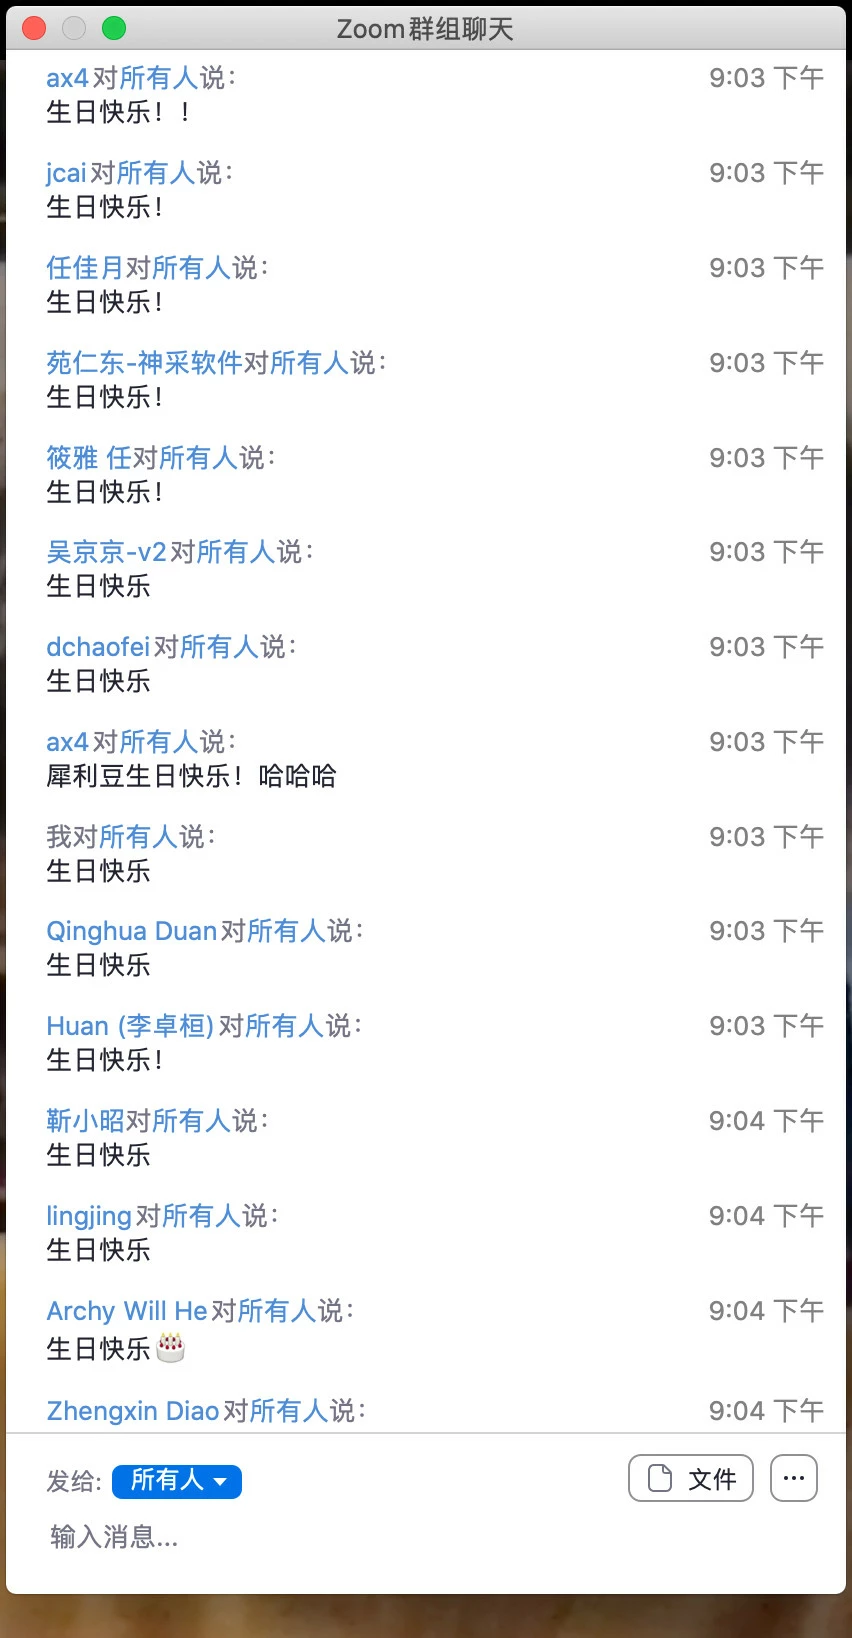 Zoom群组聊天
ax4对所有人说： 9:03 下午
生日快乐！！
jcai对所有人说： 9:03 下午
生日快乐！
任佳月对所有人说： 9:03 下午
生日快乐！
苑仁东-神采软件对所有人说： 9:03 下午
生日快乐！
筱雅 任对所有人说： 9:03 下午
生日快乐！
吴京京-v2对所有人说： 9:03 下午
生日快乐
dchaofei对所有人说： 9:03 下午
生日快乐
ax4对所有人说： 9:03 下午
犀利豆生日快乐！哈哈哈
我对所有人说： 9:03 下午
生日快乐
Qinghua Duan对所有人说： 9:03 下午
生日快乐
Huan (李卓桓)对所有人说： 9:03 下午
生日快乐！
靳小昭对所有人说： 9:04 下午
生日快乐
lingjing对所有人说： 9:04 下午
生日快乐
Archy Will He对所有人说： 9:04 下午
生日快乐🎂
Zhengxin Diao对所有人说： 9:04 下午
发给: 所有人 文件 ...
输入消息...